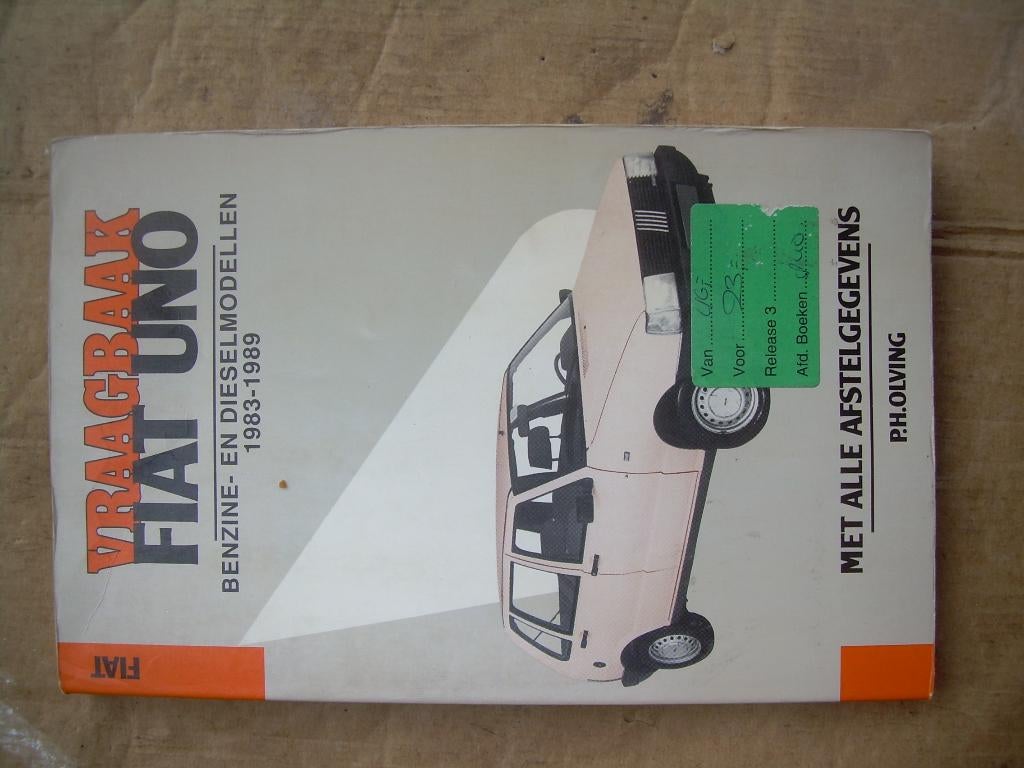 VRAAGBAAK
FIAT UNO
BENZINE- EN DIESELMODELLEN
1983-1989
FIAT
Van
Voor
Release 3
Afd. Boeken
MET ALLE AFSTELGEGEVENS
P.H.OLVING